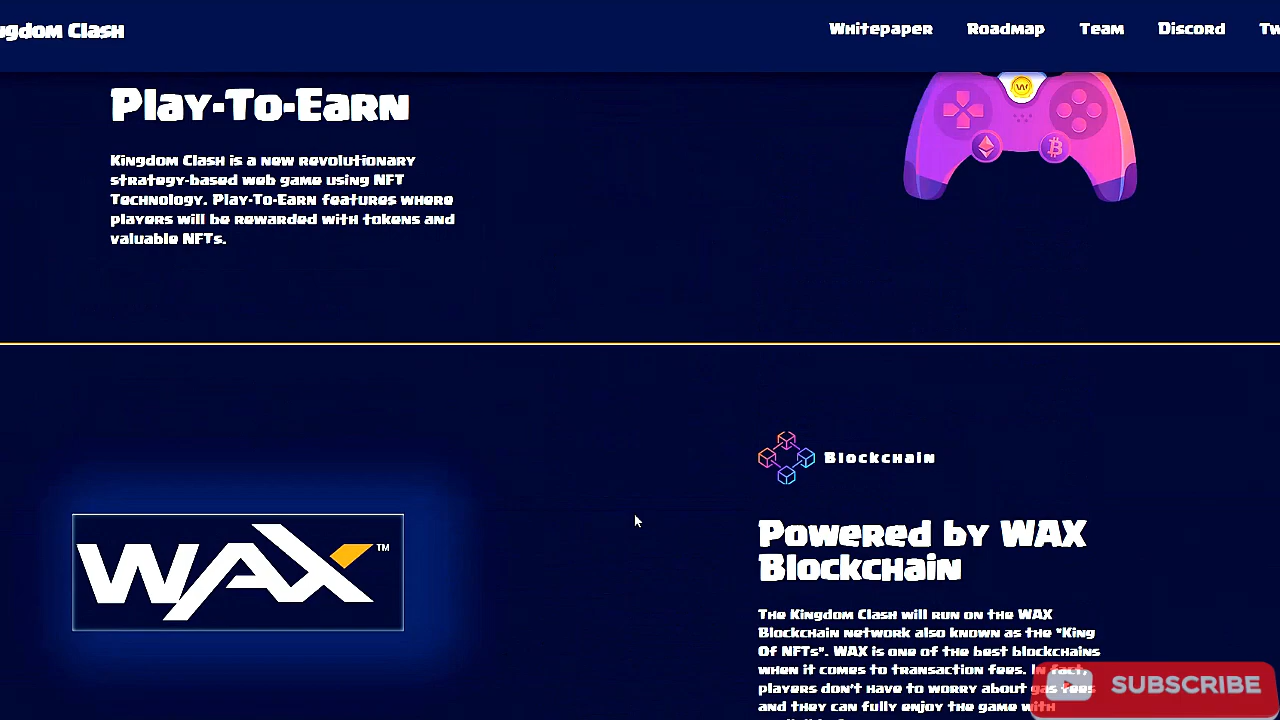 ngdom Clash
Whitepaper Roadmap Team Discord Tw
Play-To-Earn
Kingdom Clash is a new revolutionary
strategy-based web game using NFT
Technology. Play-To-Earn features where
players will be rewarded with tokens and
valuable NFTs.
WAX™
Blockchain
Powered by WAX
Blockchain
The Kingdom Clash will run on the WAX
Blockchain network also known as the "King
Of NFTs". WAX is one of the best blockchains
when it comes to transaction fees. In fact,
players don't have to worry about gas fees
and they can fully enjoy the game with
SUBSCRIBE